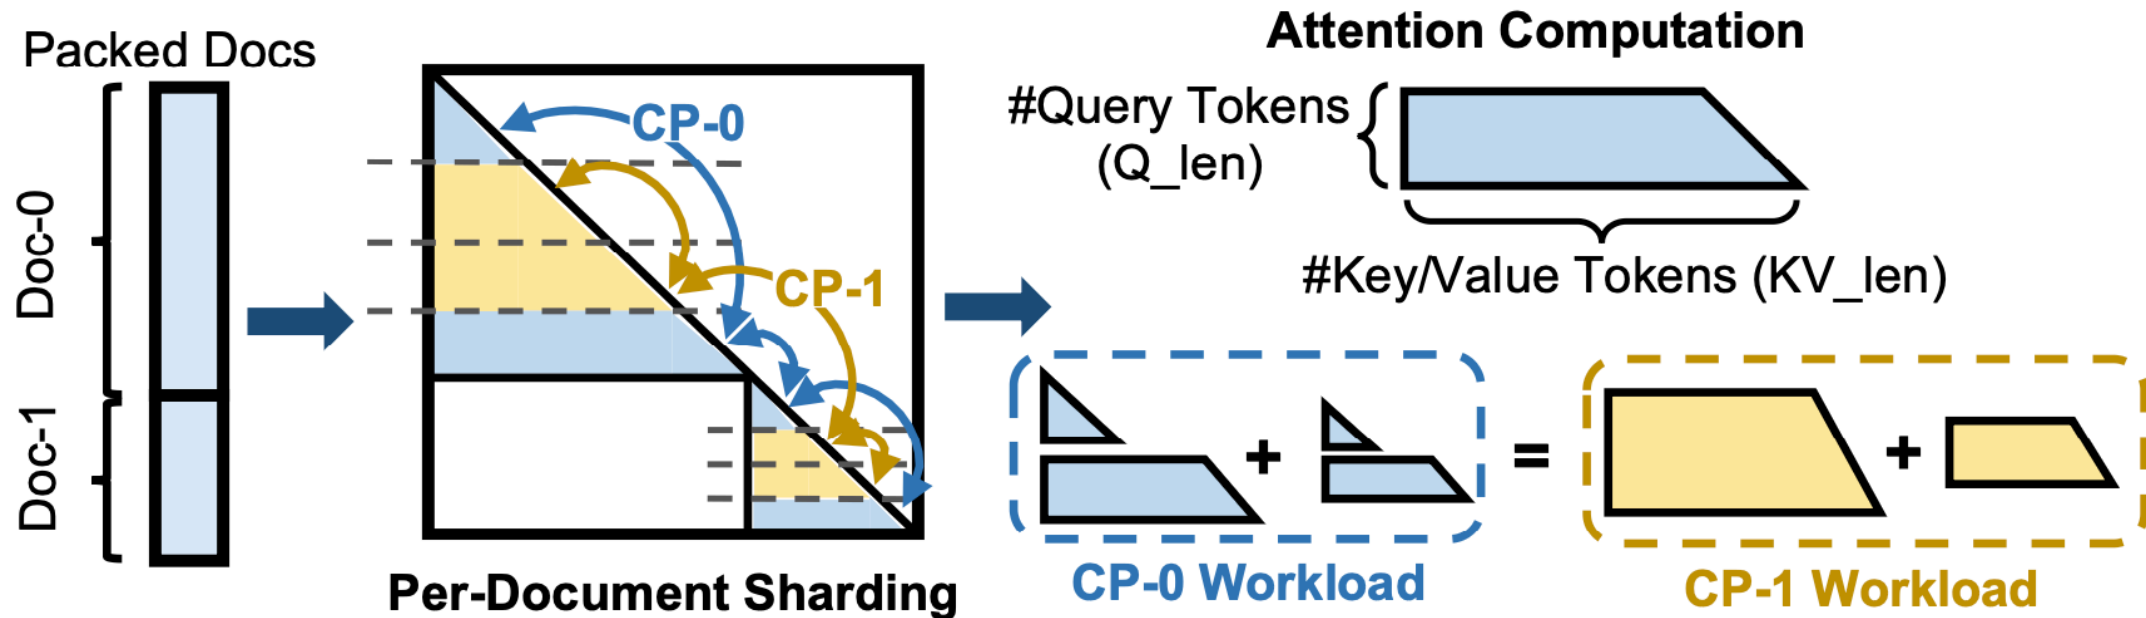 Packed Docs
Doc-0
Doc-1
CP-0
CP-1
Per-Document Sharding
Attention Computation
#Query Tokens
(Q_len)
#Key/Value Tokens (KV_len)
+
=
+
CP-0 Workload
CP-1 Workload